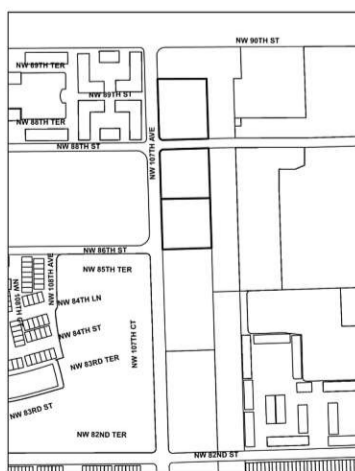 NW 90TH ST
NW 89TH TER
NW 89TH ST
NW 88TH TER
NW 88TH ST
NW 107TH AVE
NW 86TH ST
NW 85TH TER
NW 108TH AVE
NW 84TH LN
NW 84TH ST
NW 83RD TER
NW 107TH CT
NW 83RD ST
NW 82ND TER
NW 82ND ST